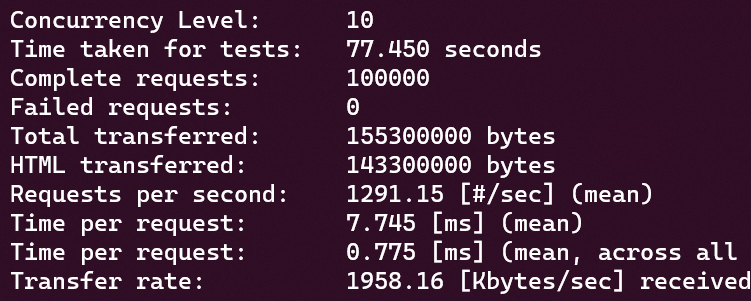 Concurrency Level: 10
Time taken for tests: 77.450 seconds
Complete requests: 100000
Failed requests: 0
Total transferred: 155300000 bytes
HTML transferred: 143300000 bytes
Requests per second: 1291.15 [#/sec] (mean)
Time per request: 7.745 [ms] (mean)
Time per request: 0.775 [ms] (mean, across all
Transfer rate: 1958.16 [Kbytes/sec] received